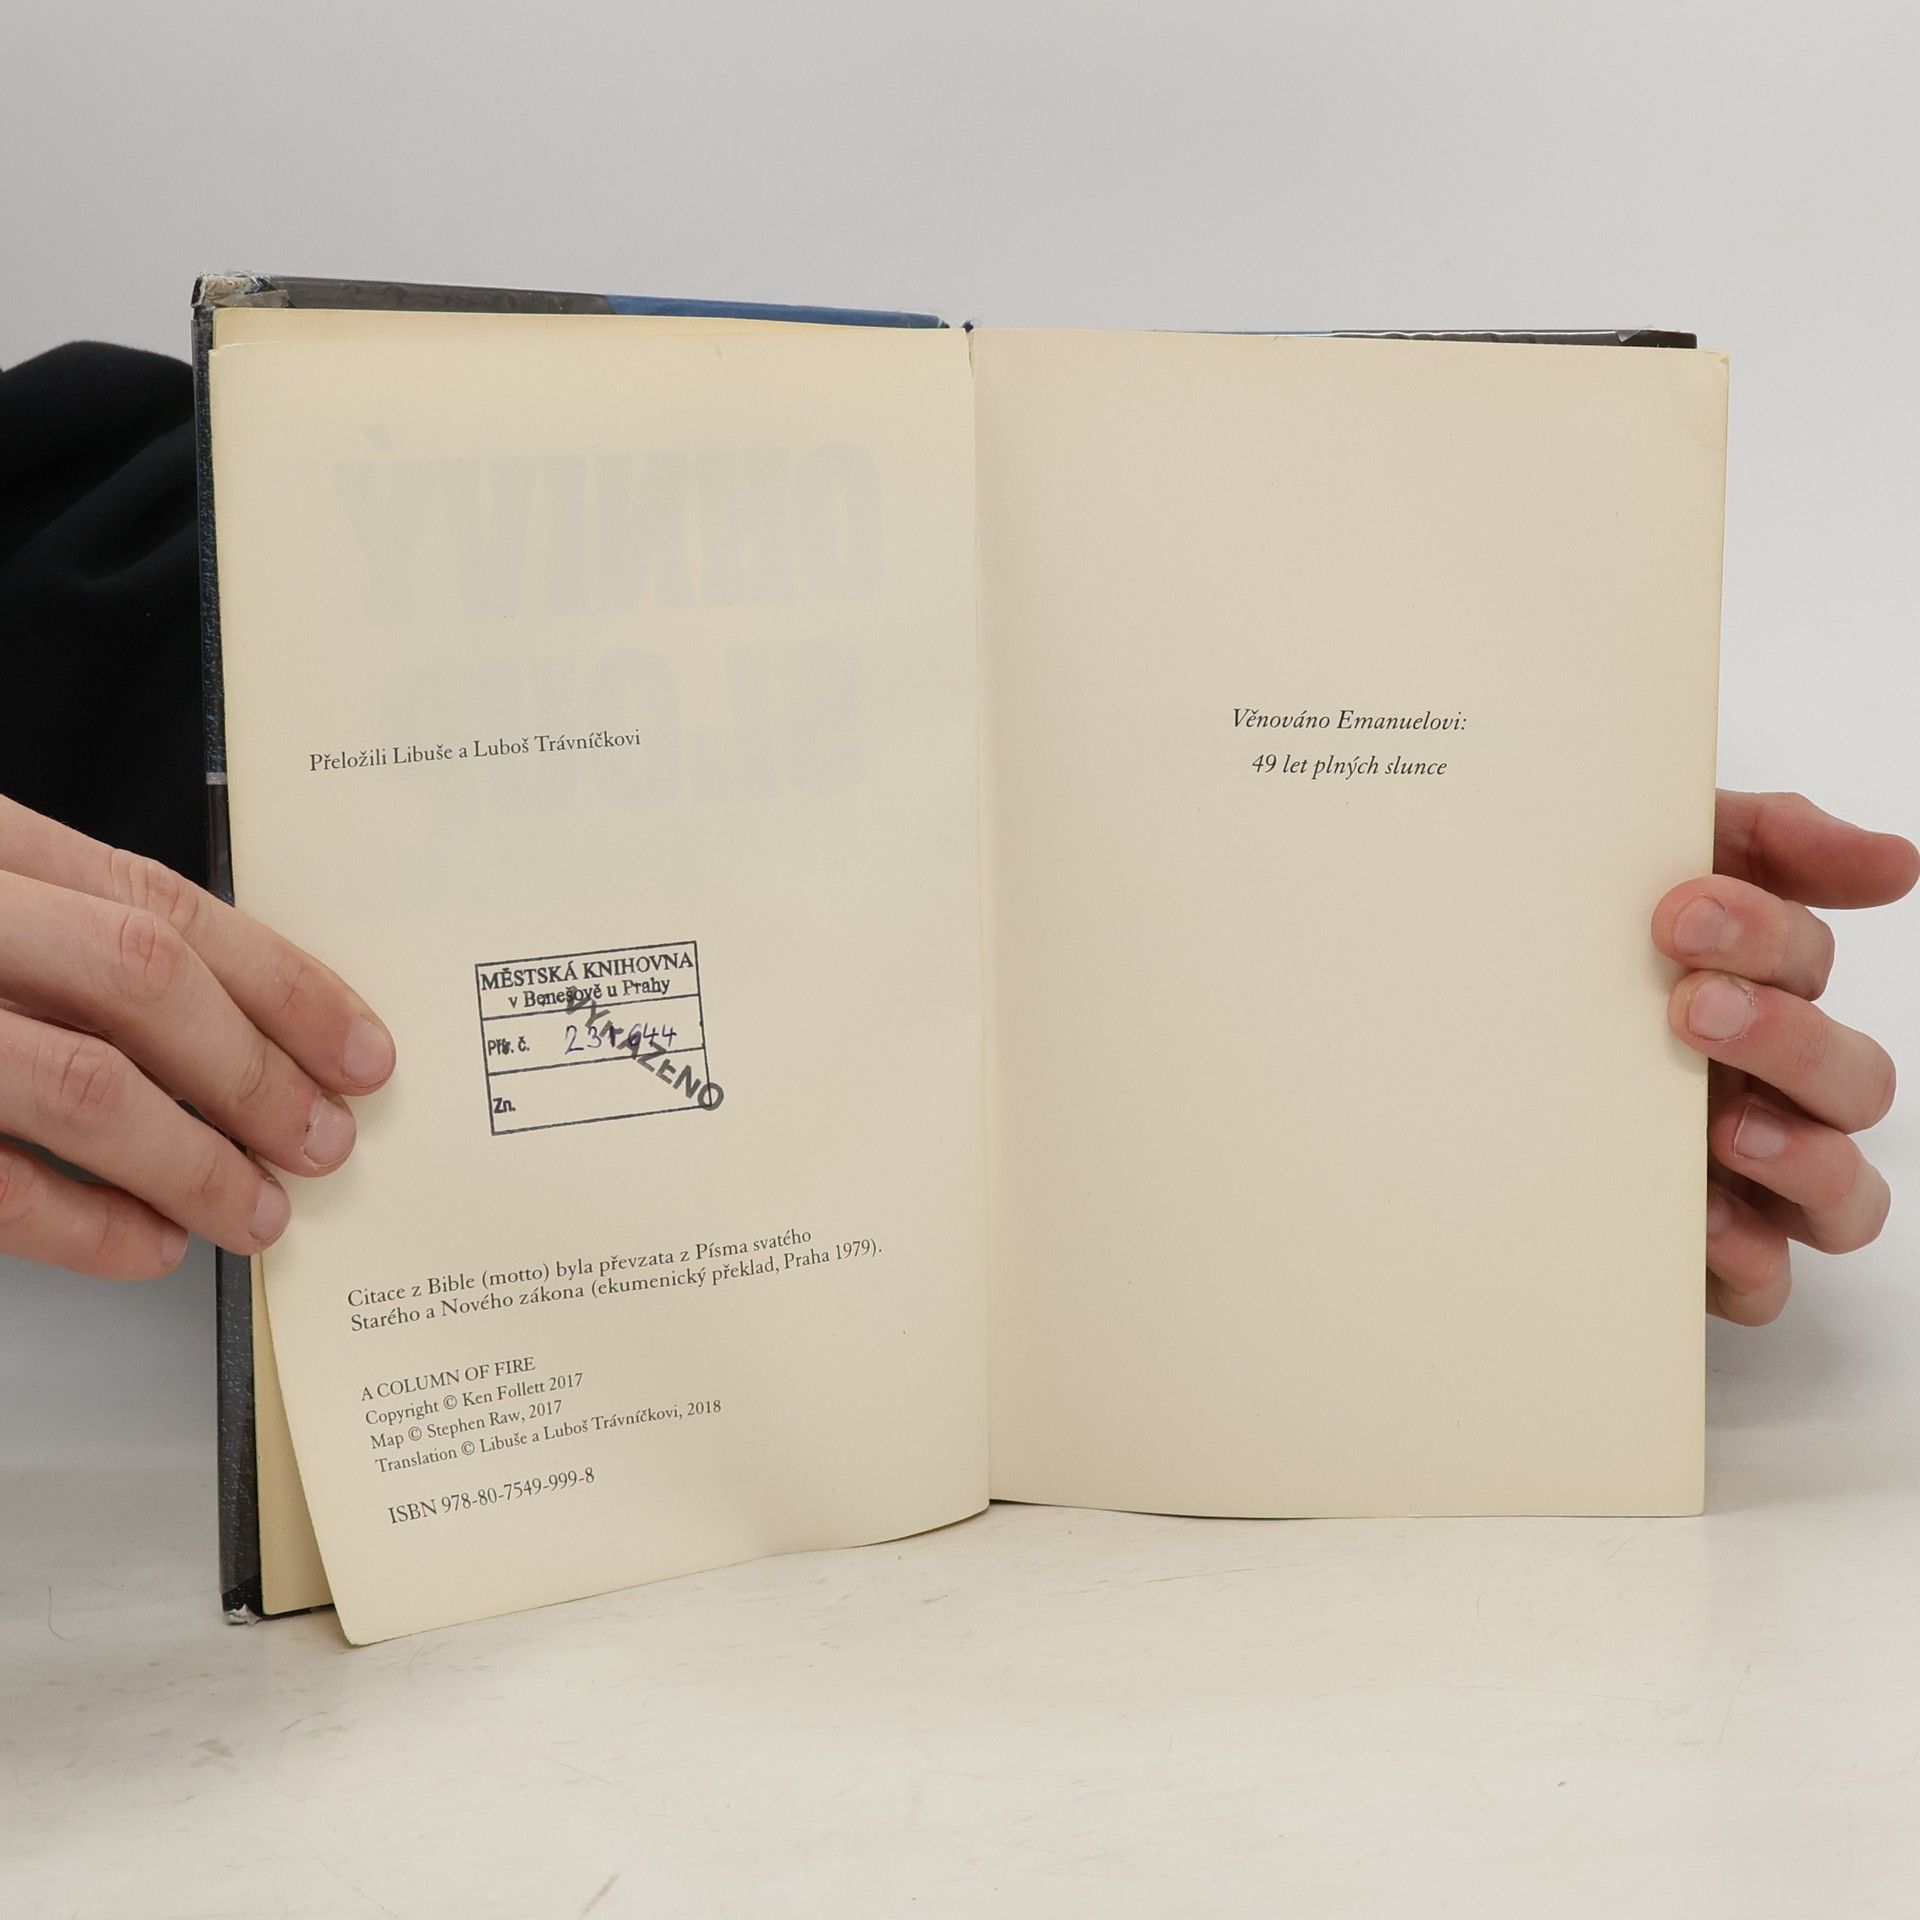 Přeložili Libuše a Luboš Trávníčkovi
MĚSTSKÁ KNIHOVNA
v Benešově u Prahy
Přír. č. 231644
VYŘAZENO
Zn.
Citace z Bible (motto) byla převzata z Písma svatého
Starého a Nového zákona (ekumenický překlad, Praha 1979).
A COLUMN OF FIRE
Copyright © Ken Follett 2017
Map © Stephen Raw, 2017
Translation © Libuše a Luboš Trávníčkovi, 2018
ISBN 978-80-7549-999-8
Věnováno Emanuelovi:
49 let plných slunce